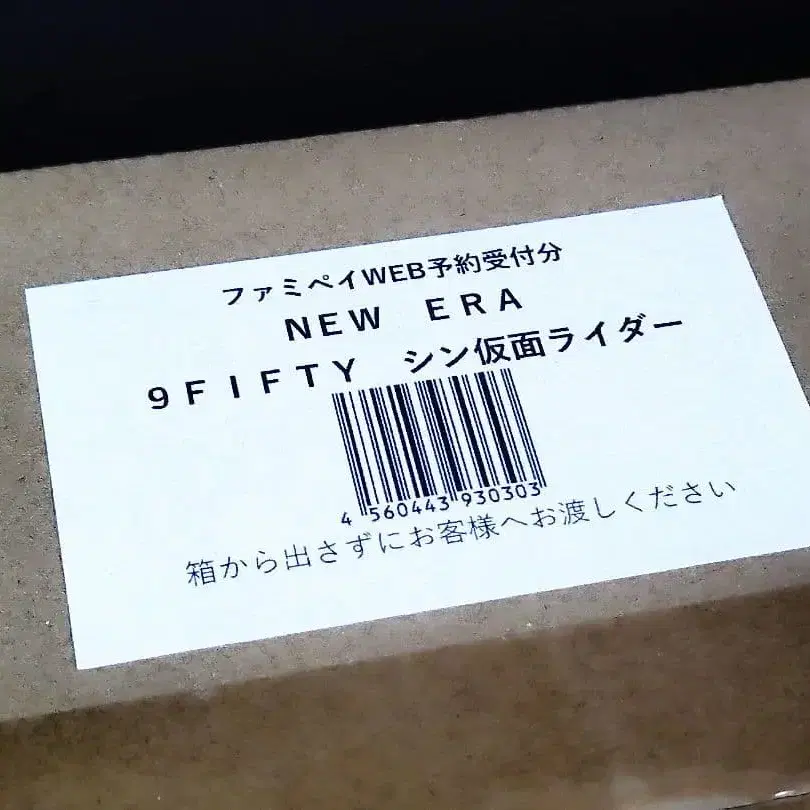 ファミペイWEB予約受付分
NEW ERA
9FIFTY シン仮面ライダー
4 560443 930303
箱から出さずにお客様へお渡しください